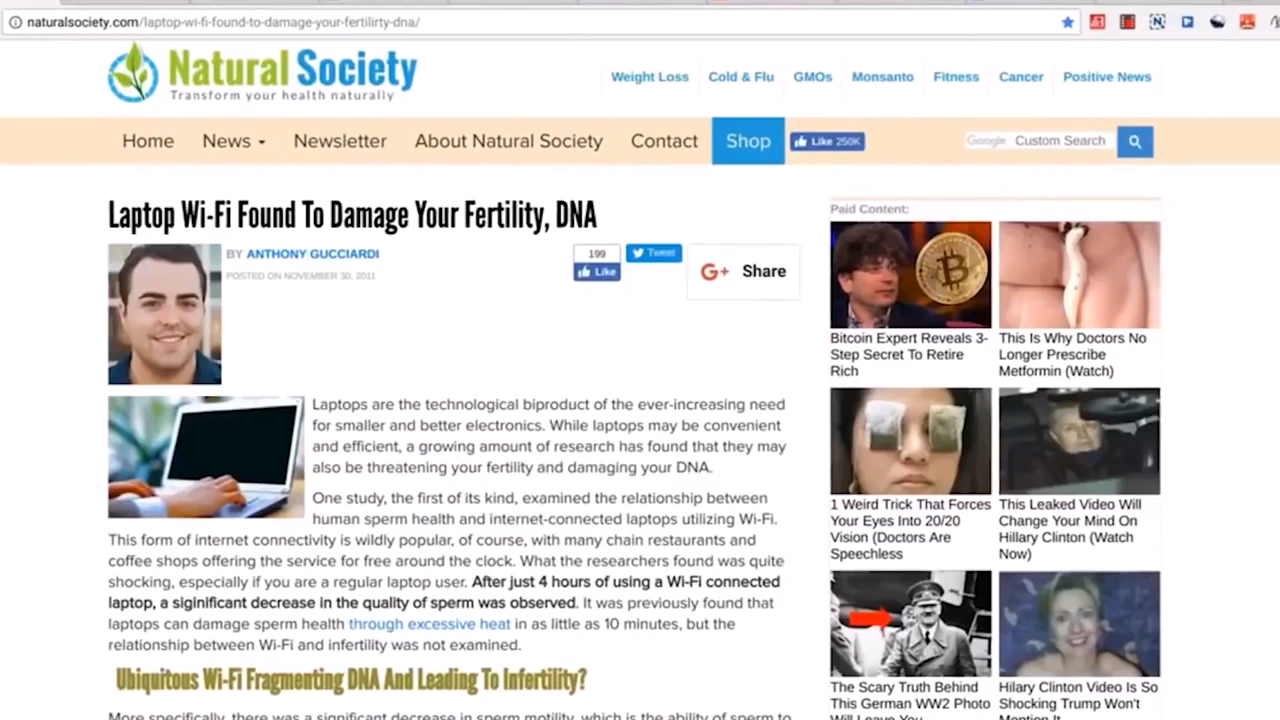 naturalsociety.com/laptop-wi-fi-found-to-damage-your-fertilirty-dna/
Natural Society
Transform your health naturally
Weight Loss
Cold & Flu
GMOs
Monsanto
Fitness
Cancer
Positive News
Home
News
Newsletter
About Natural Society
Contact
Shop
Like 250K
Google Custom Search
Laptop Wi-Fi Found To Damage Your Fertility, DNA
BY ANTHONY GUCCIARDI
POSTED ON NOVEMBER 30, 2011
199
Like
Tweet
G+ Share
Laptops are the technological biproduct of the ever-increasing need
for smaller and better electronics. While laptops may be convenient
and efficient, a growing amount of research has found that they may
also be threatening your fertility and damaging your DNA.
One study, the first of its kind, examined the relationship between
human sperm health and internet-connected laptops utilizing Wi-Fi.
This form of internet connectivity is wildly popular, of course, with many chain restaurants and
coffee shops offering the service for free around the clock. What the researchers found was quite
shocking, especially if you are a regular laptop user. After just 4 hours of using a Wi-Fi connected
laptop, a siginificant decrease in the quality of sperm was observed. It was previously found that
laptops can damage sperm health through excessive heat in as little as 10 minutes, but the
relationship between Wi-Fi and infertility was not examined.
Ubiquitous Wi-Fi Fragmenting DNA And Leading To Infertility?
More specifically, there was a significant decrease in sperm motility, which is the ability of sperm to
Paid Content:
Bitcoin Expert Reveals 3-
Step Secret To Retire
Rich
This Is Why Doctors No
Longer Prescribe
Metformin (Watch)
1 Weird Trick That Forces
Your Eyes Into 20/20
Vision (Doctors Are
Speechless
This Leaked Video Will
Change Your Mind On
Hillary Clinton (Watch
Now)
The Scary Truth Behind
This German WW2 Photo
Will Leave You
Hilary Clinton Video Is So
Shocking Trump Won't
Mention It